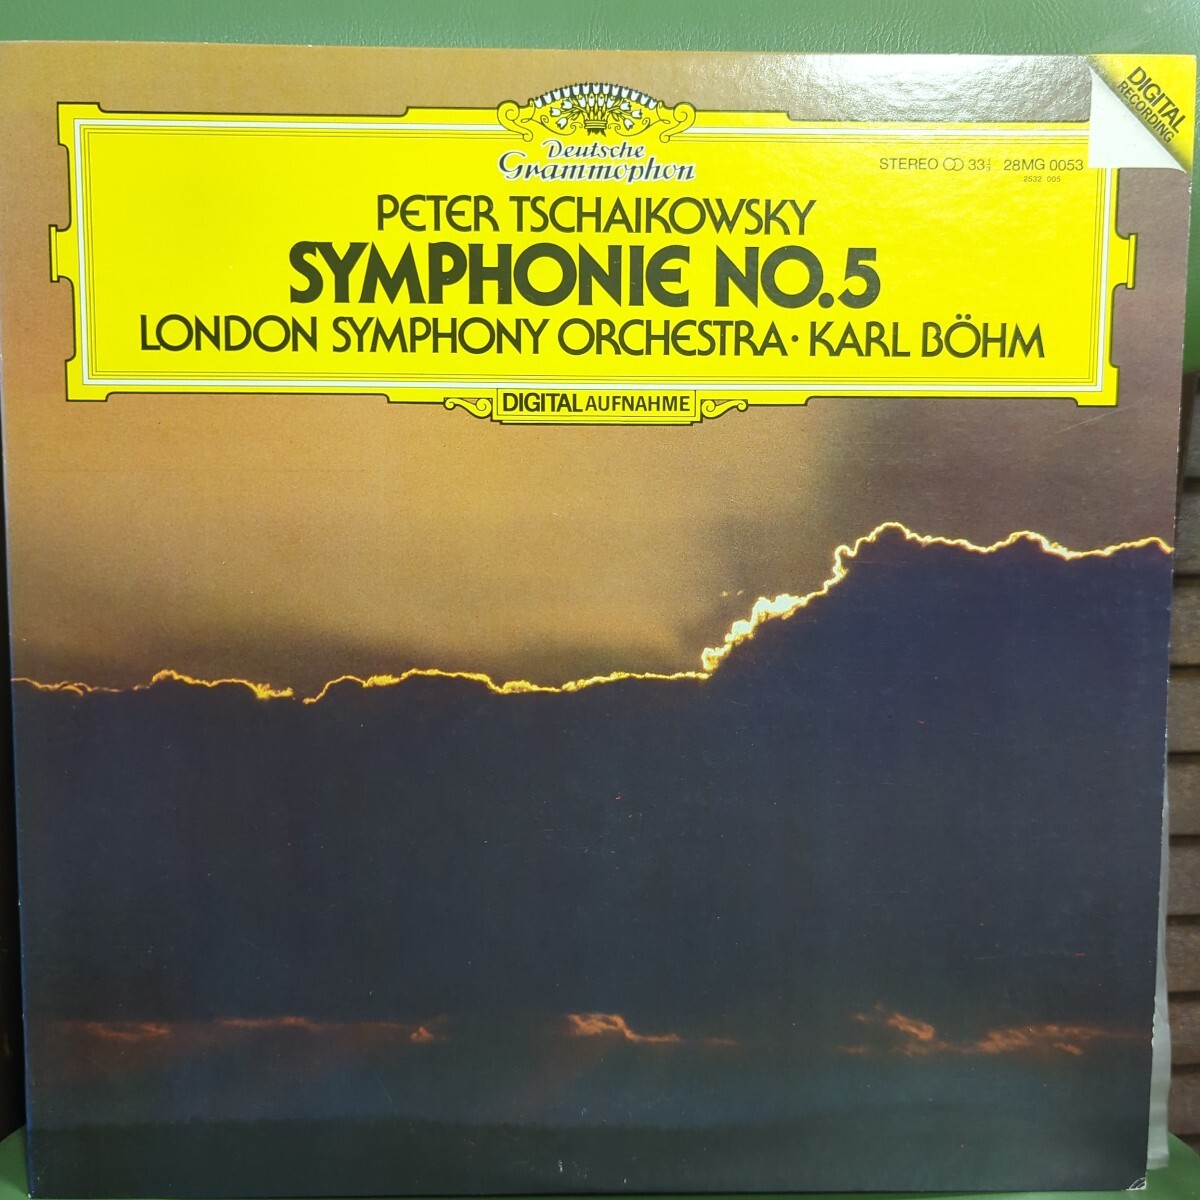 DIGITAL
RECORDING
Deutsche
Grammophon
STEREO 33⅓ 28MG 0053
2532 005
PETER TSCHAIKOWSKY
SYMPHONIE NO.5
LONDON SYMPHONY ORCHESTRA · KARL BÖHM
DIGITAL AUFNAHME